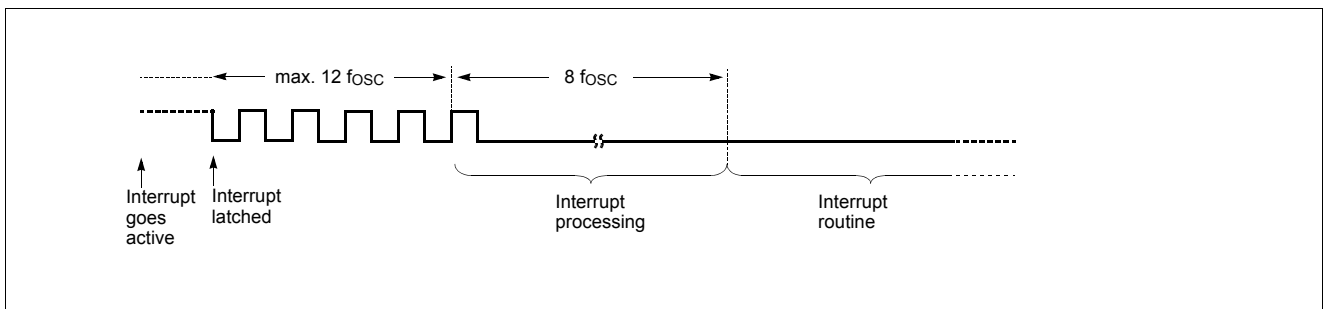 max. 12 fOSC
8 fOSC
Interrupt
goes
active
Interrupt
latched
Interrupt
processing
Interrupt
routine